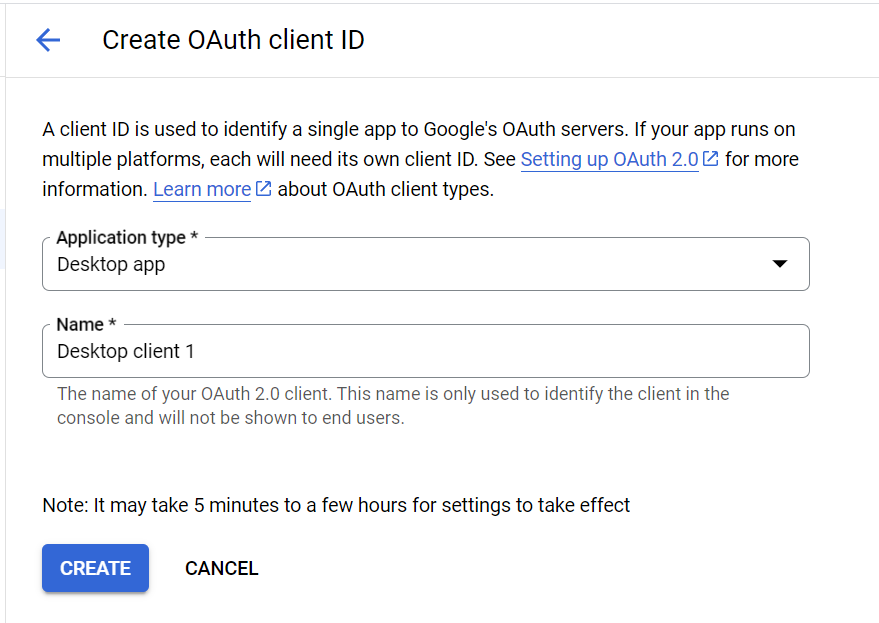 Create OAuth client ID
A client ID is used to identify a single app to Google's OAuth servers. If your app runs on
multiple platforms, each will need its own client ID. See Setting up OAuth 2.0 for more
information. Learn more about OAuth client types.
Application type *
Desktop app
Name *
Desktop client 1
The name of your OAuth 2.0 client. This name is only used to identify the client in the
console and will not be shown to end users.
Note: It may take 5 minutes to a few hours for settings to take effect
CREATE CANCEL